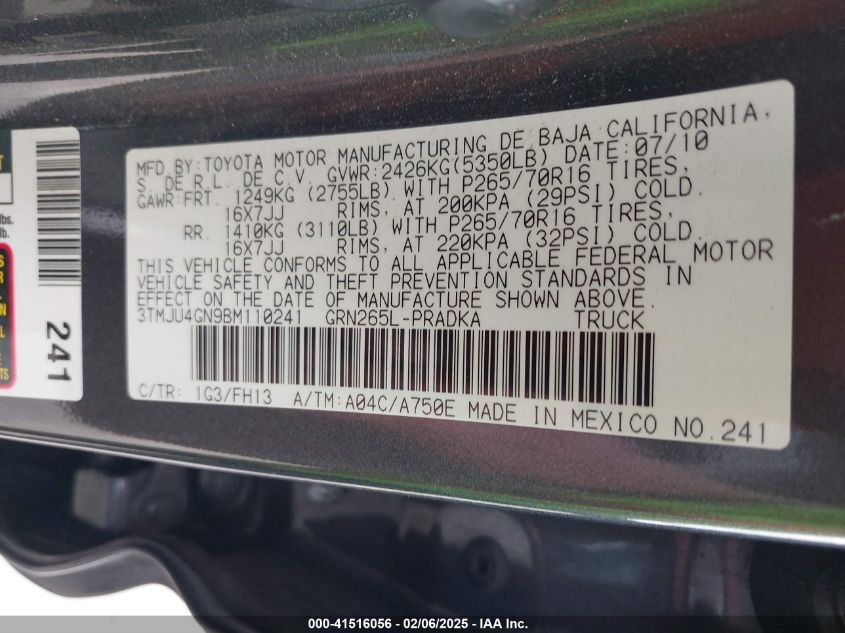 MFD.BY:TOYOTA MOTOR MANUFACTURING DE BAJA CALIFORNIA,
S. DE R.L. DE C.V. GVWR:2426KG(5350LB) DATE:07/10
GAWR:FRT. 1249KG (2755LB) WITH P265/70R16 TIRES,
16X7JJ RIMS, AT 200KPA (29PSI) COLD.
RR. 1410KG (3110LB) WITH P265/70R16 TIRES,
16X7JJ RIMS, AT 220KPA (32PSI) COLD.
THIS VEHICLE CONFORMS TO ALL APPLICABLE FEDERAL MOTOR
VEHICLE SAFETY AND THEFT PREVENTION STANDARDS IN
EFFECT ON THE DATE OF MANUFACTURE SHOWN ABOVE.
3TMJU4GN9BM110241 GRN265L-PRADKA TRUCK
C/TR: 1G3/FH13 A/TM:A04C/A750E MADE IN MEXICO NO.241
241
lbs.
lb.
000-41516056 - 02/06/2025 - IAA Inc.